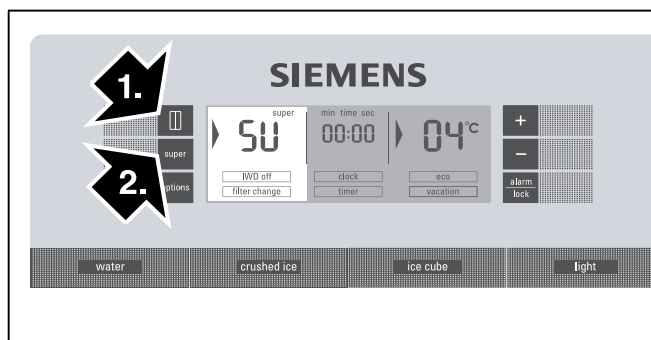 SIEMENS
1.
super min time sec
SU 00:00 04°C +
super −
2.
IWD off clock eco alarm
options filter change timer vacation lock
water crushed ice ice cube light